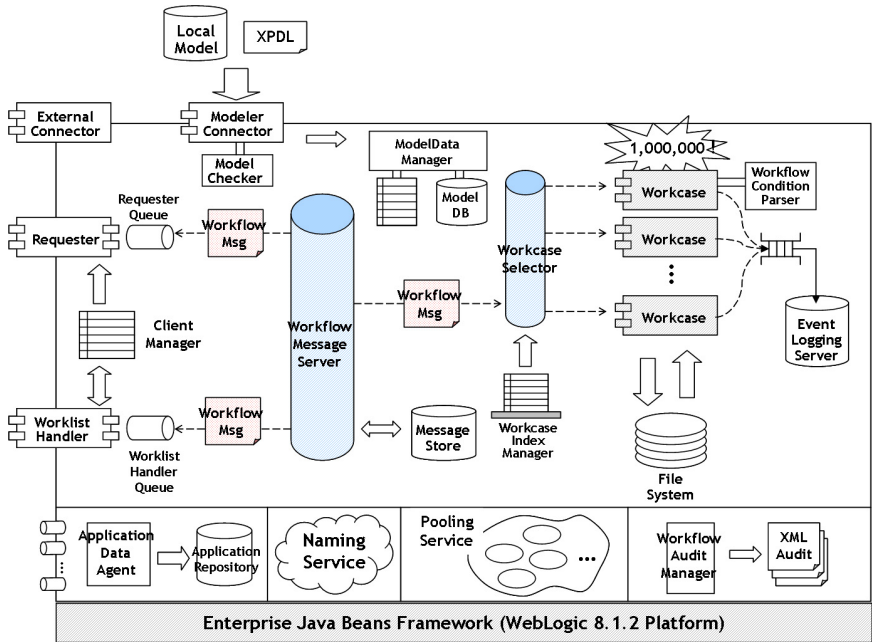 Local
Model
XPDL
External
Connector
Modeler
Connector
Model
Checker
ModelData
Manager
Model
DB
1,000,000 !
Workcase
Workflow
Condition
Parser
Requester
Queue
Requester
Workflow
Msg
Workcase
Selector
Workcase
Workflow
Msg
Workflow
Message
Server
Client
Manager
Workcase
Event
Logging
Server
Worklist
Handler
Workflow
Msg
Worklist
Handler
Queue
Message
Store
Workcase
Index
Manager
File
System
Application
Data
Agent
Application
Repository
Naming
Service
Pooling
Service
...
Workflow
Audit
Manager
XML
Audit
Enterprise Java Beans Framework (WebLogic 8.1.2 Platform)